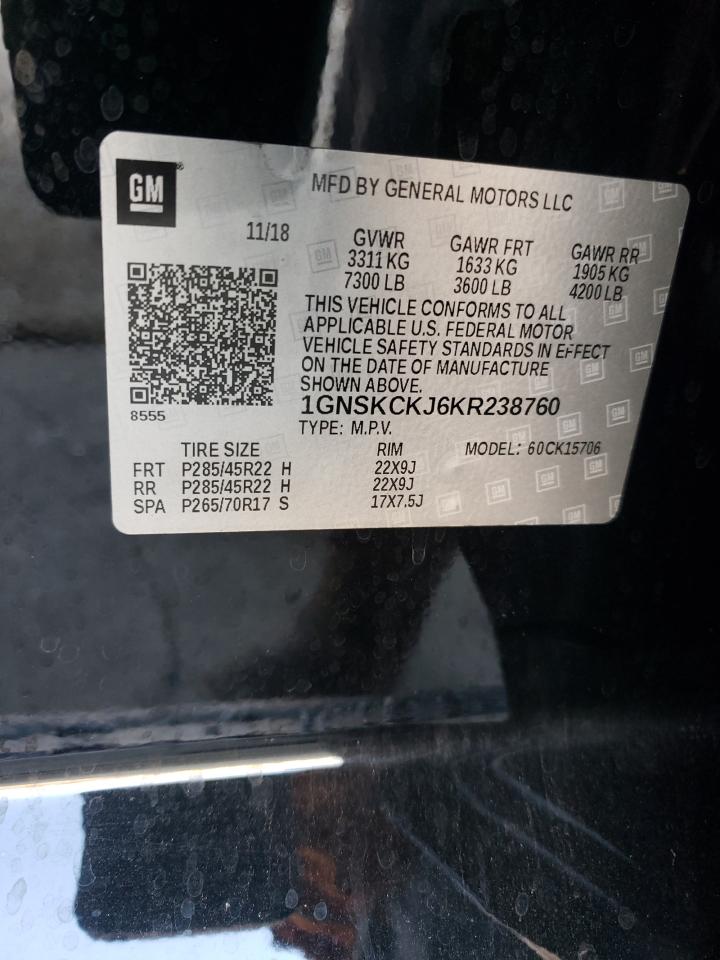 GM
MFD BY GENERAL MOTORS LLC
11/18
GVWR GAWR FRT GAWR RR
3311 KG 1633 KG 1905 KG
7300 LB 3600 LB 4200 LB
THIS VEHICLE CONFORMS TO ALL
APPLICABLE U.S. FEDERAL MOTOR
VEHICLE SAFETY STANDARDS IN EFFECT
ON THE DATE OF MANUFACTURE
SHOWN ABOVE.
8555
1GNSKCKJ6KR238760
TYPE: M.P.V.
TIRE SIZE RIM MODEL: 60CK15706
FRT P285/45R22 H 22X9J
RR P285/45R22 H 22X9J
SPA P265/70R17 S 17X7.5J